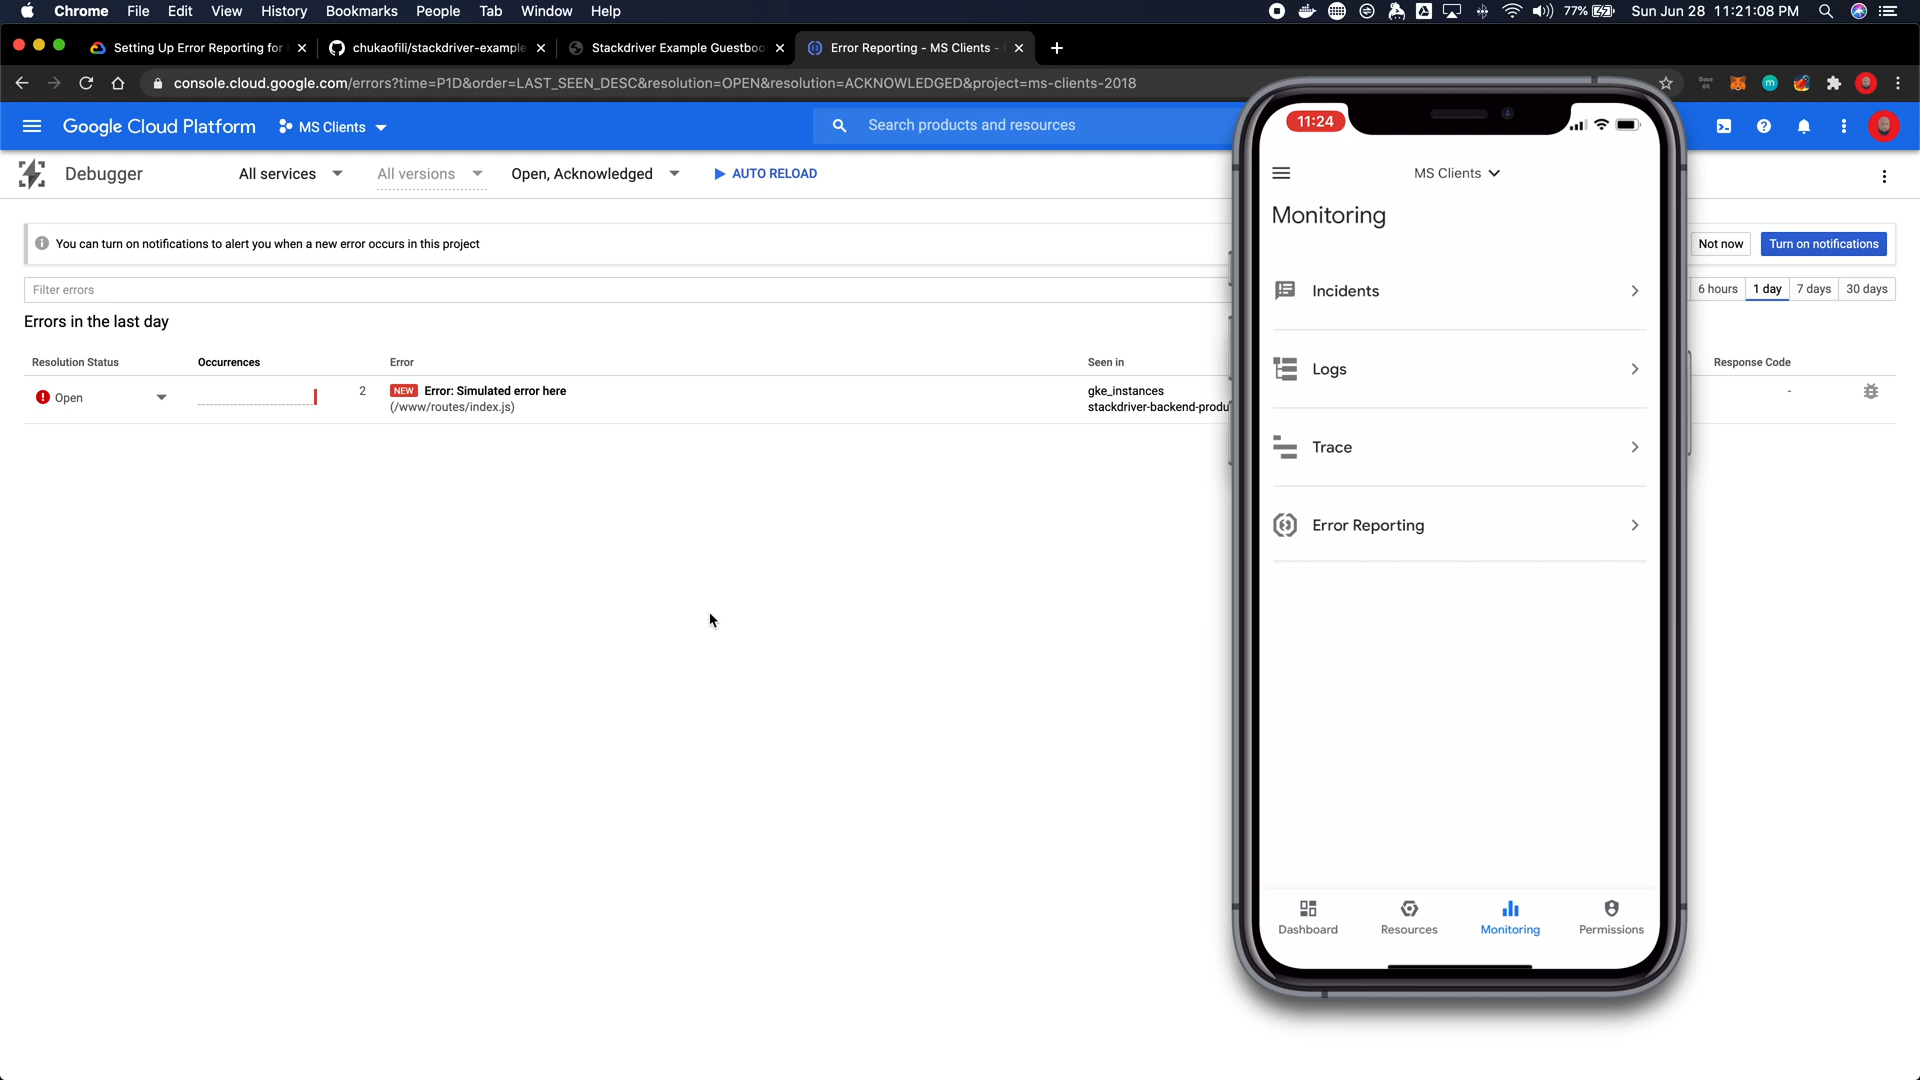 Chrome File Edit View History Bookmarks People Tab Window Help 77% Sun Jun 28 11:21:08 PM
Setting Up Error Reporting for chukaofili/stackdriver-example Stackdriver Example Guestboo Error Reporting - MS Clients -
console.cloud.google.com/errors?time=P1D&order=LAST_SEEN_DESC&resolution=OPEN&resolution=ACKNOWLEDGED&project=ms-clients-2018
Google Cloud Platform MS Clients Search products and resources
Debugger All services All versions Open, Acknowledged AUTO RELOAD
You can turn on notifications to alert you when a new error occurs in this project Not now Turn on notifications
Filter errors 6 hours 1 day 7 days 30 days
Errors in the last day
Resolution Status Occurrences Error Seen in Response Code
Open 2 NEW Error: Simulated error here gke_instances -
(/www/routes/index.js) stackdriver-backend-produ
11:24
MS Clients
Monitoring
Incidents
Logs
Trace
Error Reporting
Dashboard Resources Monitoring Permissions